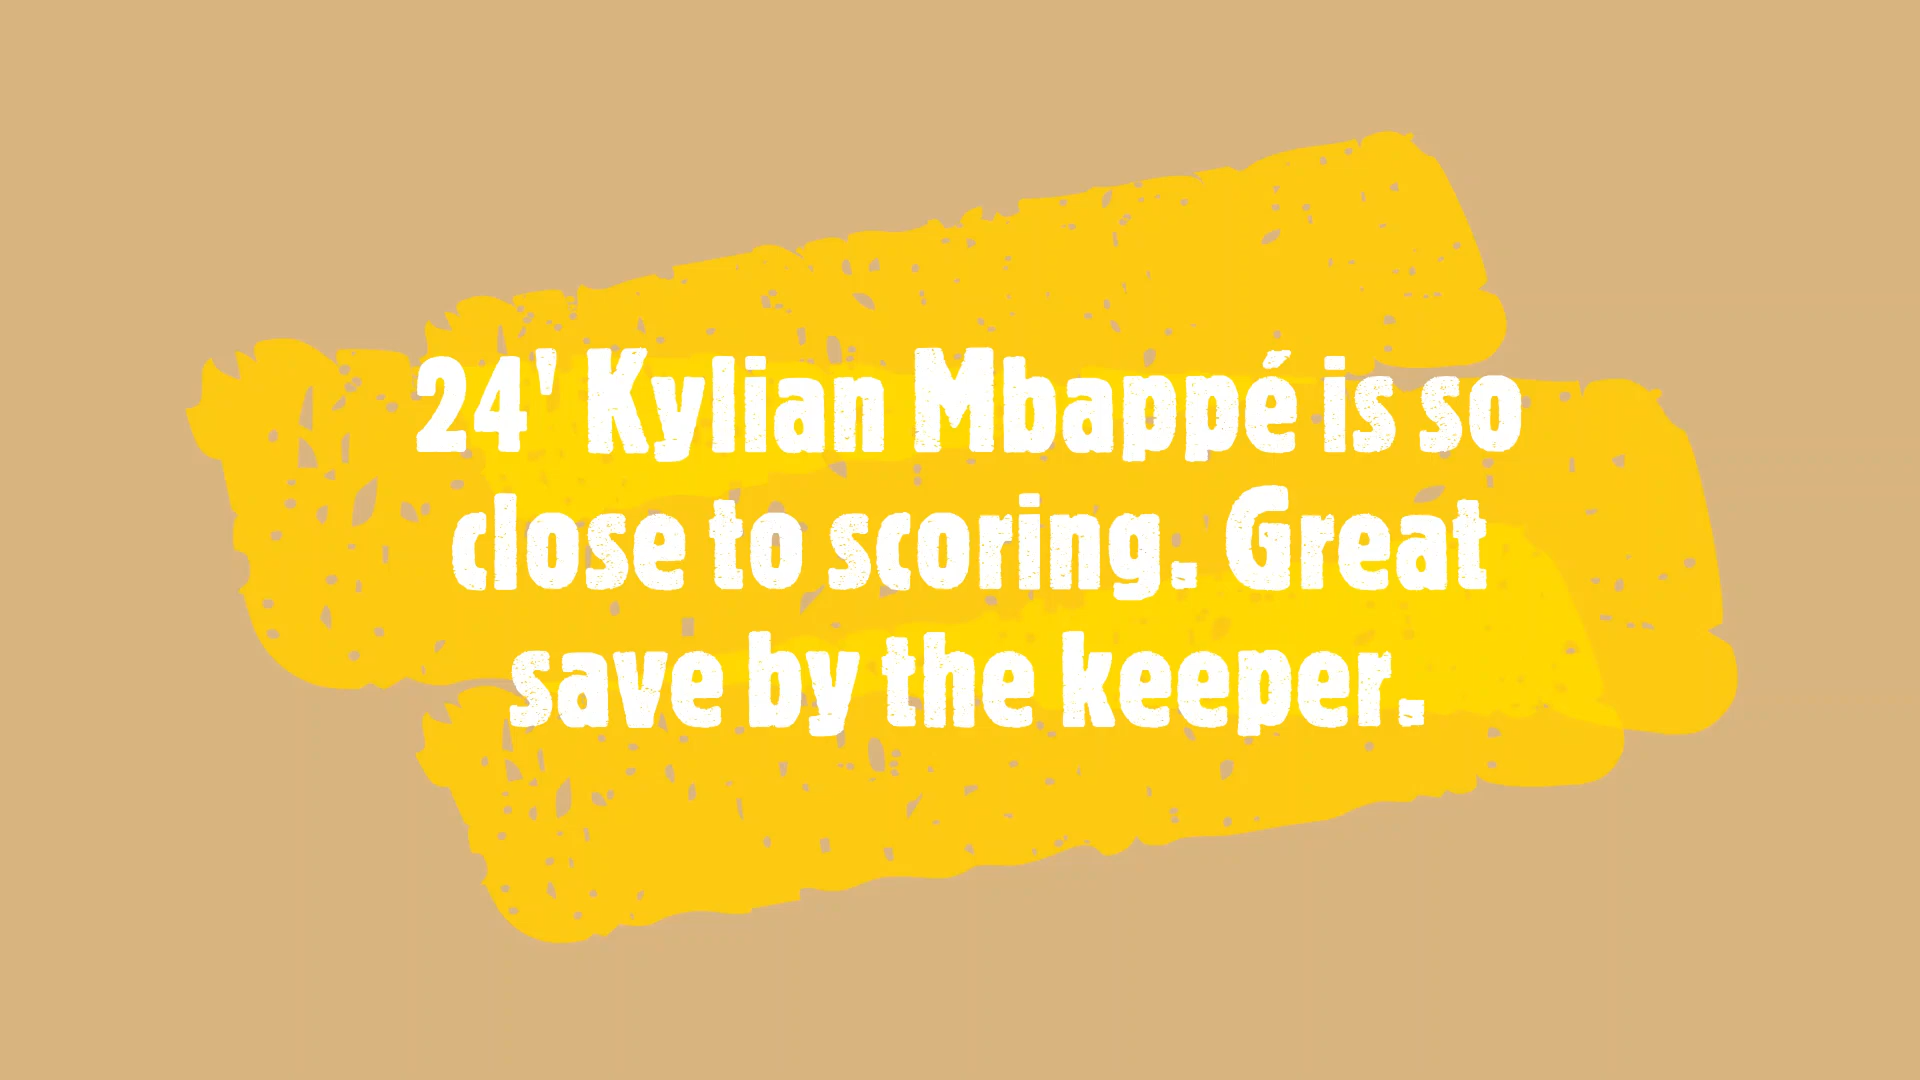 24' Kylian Mbappé is so
close to scoring. Great
save by the keeper.